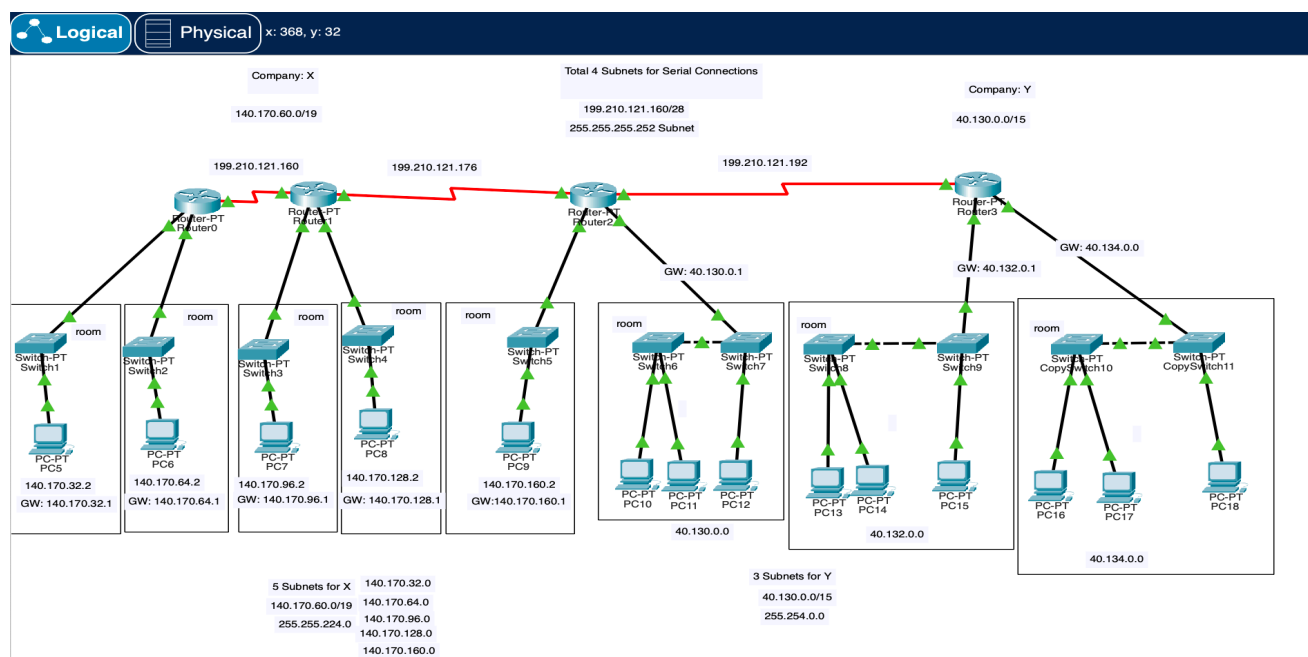 Logical
Physical
x: 368, y: 32
Company: X
140.170.60.0/19
Total 4 Subnets for Serial Connections
199.210.121.160/28
255.255.255.252 Subnet
Company: Y
40.130.0.0/15
199.210.121.160
199.210.121.176
199.210.121.192
Router-PT
Router0
Router-PT
Router1
Router-PT
Router2
Router-PT
Router3
GW: 40.130.0.1
GW: 40.132.0.1
GW: 40.134.0.0
room
Switch-PT
Switch1
PC-PT
PC5
140.170.32.2
GW: 140.170.32.1
room
Switch-PT
Switch2
PC-PT
PC6
140.170.64.2
GW: 140.170.64.1
room
Switch-PT
Switch3
PC-PT
PC7
140.170.96.2
GW: 140.170.96.1
room
Switch-PT
Switch4
PC-PT
PC8
140.170.128.2
GW: 140.170.128.1
room
Switch-PT
Switch5
PC-PT
PC9
140.170.160.2
GW:140.170.160.1
room
Switch-PT
Switch6
Switch-PT
Switch7
PC-PT
PC10
PC-PT
PC11
PC-PT
PC12
40.130.0.0
room
Switch-PT
Switch8
Switch-PT
Switch9
PC-PT
PC13
PC-PT
PC14
PC-PT
PC15
40.132.0.0
room
Switch-PT
CopySwitch10
Switch-PT
CopySwitch11
PC-PT
PC16
PC-PT
PC17
PC-PT
PC18
40.134.0.0
5 Subnets for X
140.170.60.0/19
255.255.224.0
140.170.32.0
140.170.64.0
140.170.96.0
140.170.128.0
140.170.160.0
3 Subnets for Y
40.130.0.0/15
255.254.0.0